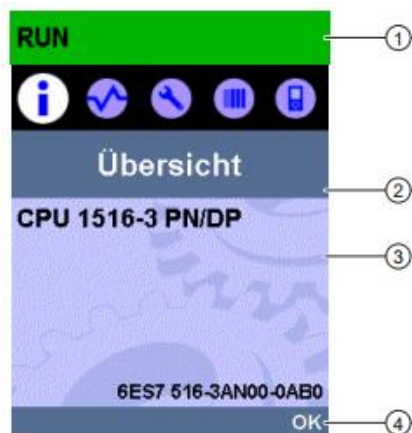 RUN
①
Übersicht
②
CPU 1516-3 PN/DP
③
6ES7 516-3AN00-0AB0
OK
④